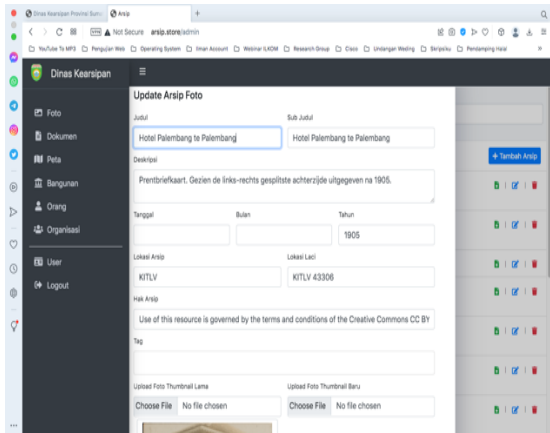 Dinas Kearsipan Provinsi Suma
Arsip
Not Secure arsip.store/admin
YouTube To MP3 Pengujian Web Operating System Iman Account Webinar ILKOM Research Group Cisco Undangan Weding Skripsiku Pendamping Halal
Dinas Kearsipan
Foto
Dokumen
Peta
Bangunan
Orang
Organisasi
User
Logout
Update Arsip Foto
Judul Sub Judul
Hotel Palembang te Palembang Hotel Palembang te Palembang
Deskripsi
Prentbriefkaart. Gezien de links-rechts gesplitste achterzijde uitgegeven na 1905.
Tanggal Bulan Tahun
1905
Lokasi Arsip Lokasi Laci
KITLV KITLV 43306
Hak Arsip
Use of this resource is governed by the terms and conditions of the Creative Commons CC BY
Tag
Upload Foto Thumbnail Lama Upload Foto Thumbnail Baru
Choose File No file chosen Choose File No file chosen
+ Tambah Arsip